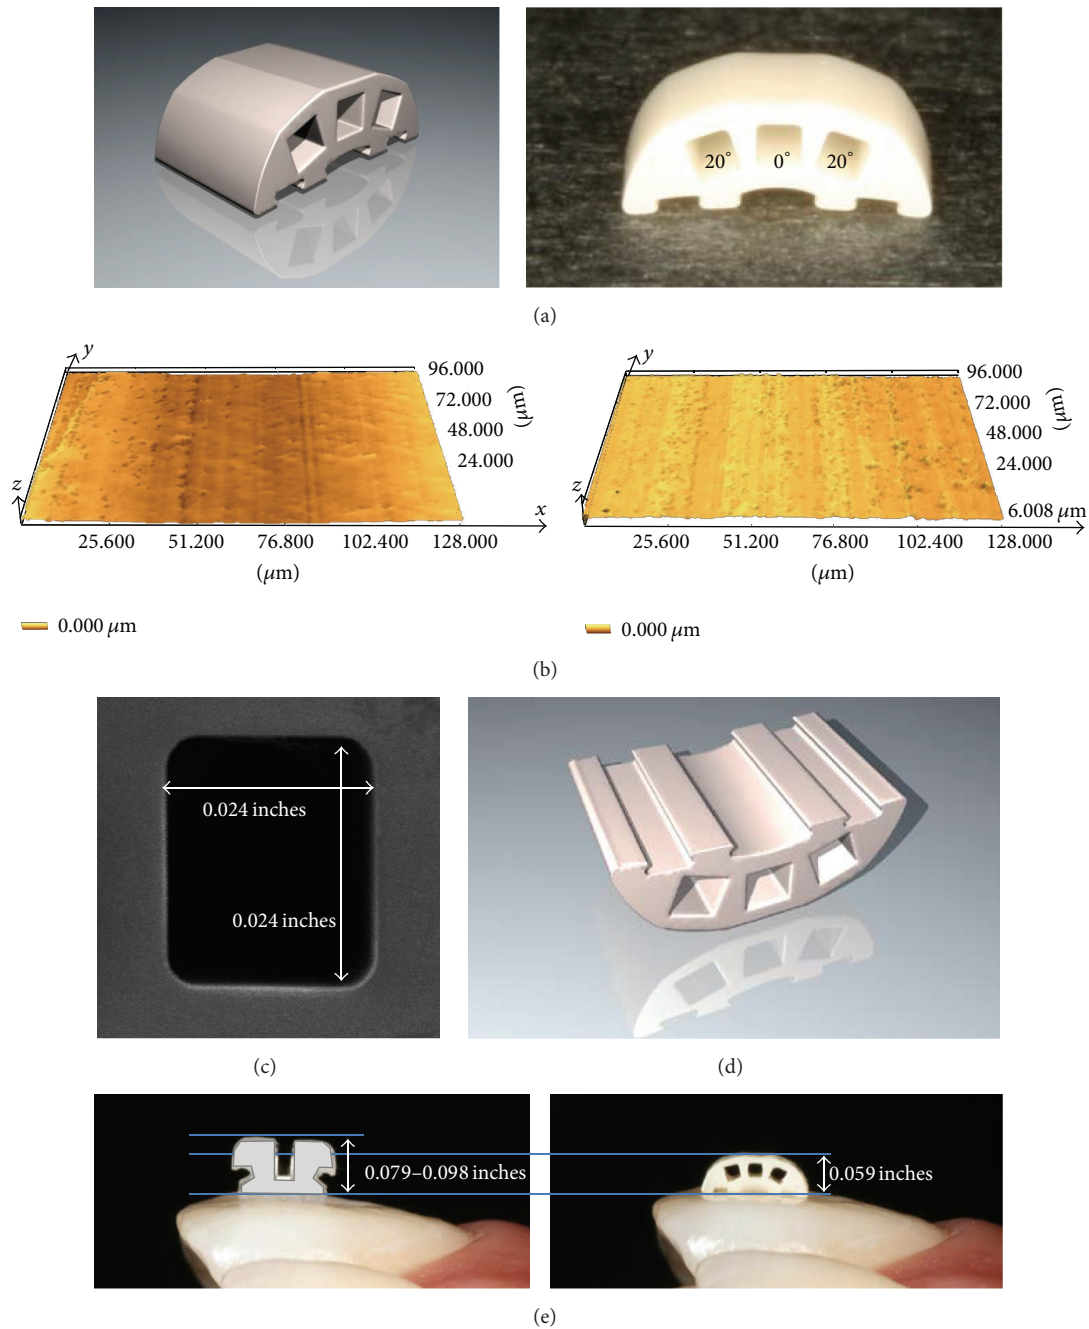 20° 0° 20°
(a)
y
96.000
72.000
48.000
24.000
(μm)
z
x
25.600 51.200 76.800 102.400 128.000
(μm)
0.000 μm
y
96.000
72.000
48.000
24.000
(μm)
z
6.008 μm
25.600 51.200 76.800 102.400 128.000
(μm)
0.000 μm
(b)
0.024 inches
0.024 inches
(c)
(d)
0.079–0.098 inches
0.059 inches
(e)